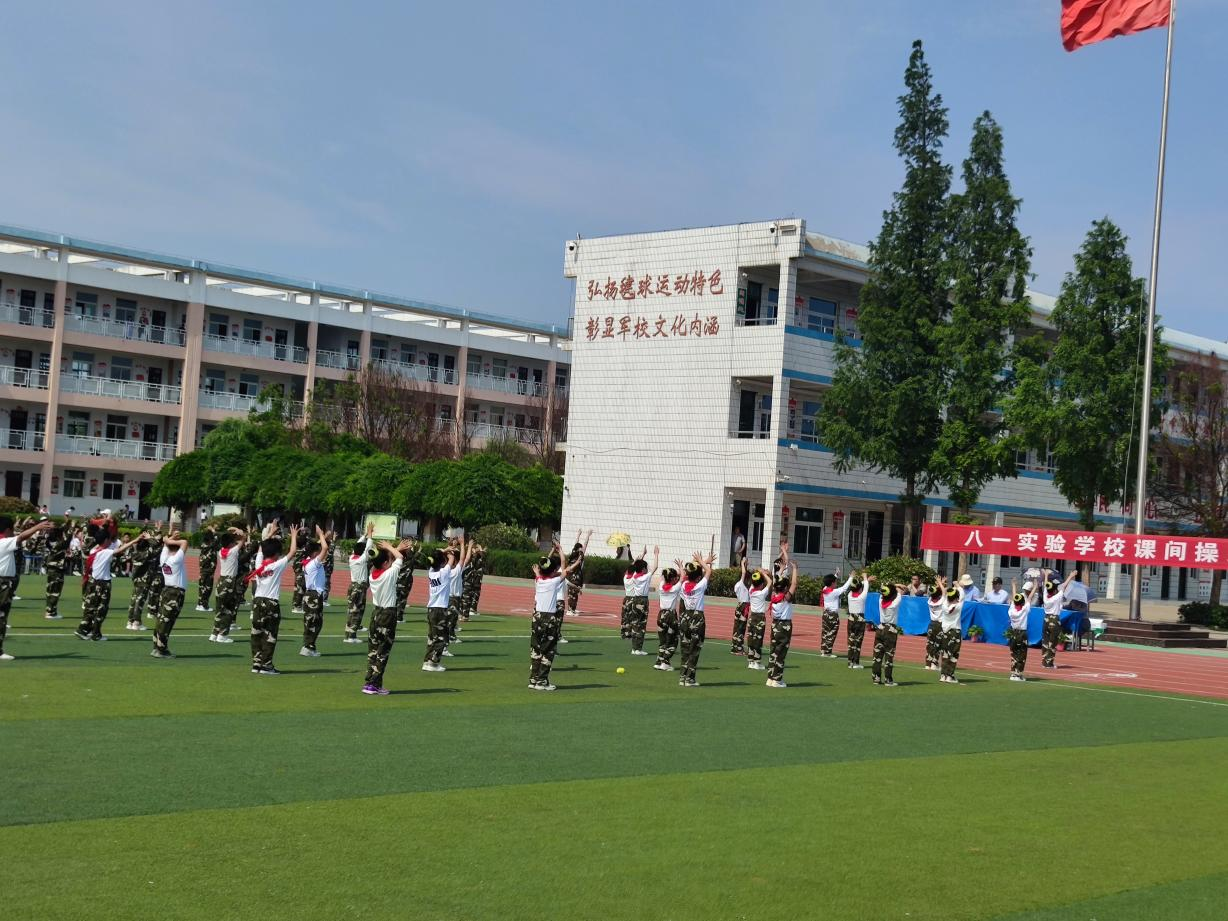 弘扬毽球运动特色
彰显军校文化内涵
八一实验学校课间操